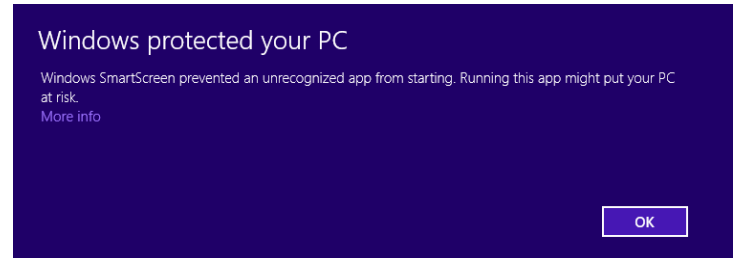 Windows protected your PC
Windows SmartScreen prevented an unrecognized app from starting. Running this app might put your PC
at risk.
More info
OK